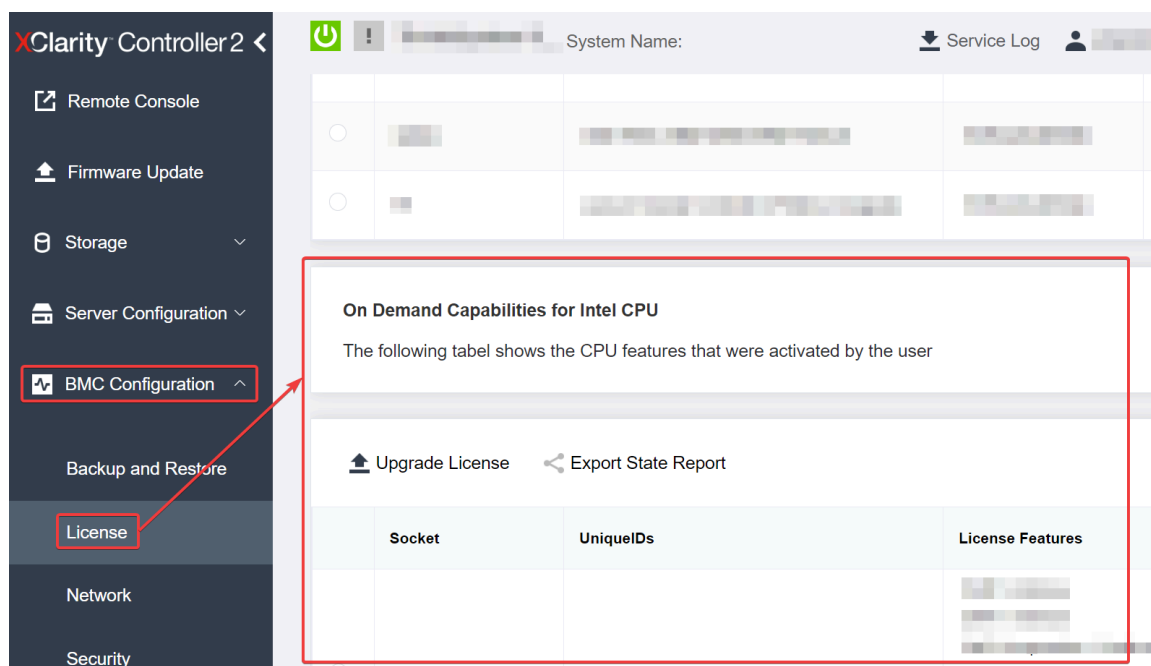 XClarity Controller 2
System Name:
Service Log
Remote Console
Firmware Update
Storage
Server Configuration
BMC Configuration
Backup and Restore
License
Network
Security
On Demand Capabilities for Intel CPU
The following tabel shows the CPU features that were activated by the user
Upgrade License
Export State Report
Socket
UniqueIDs
License Features